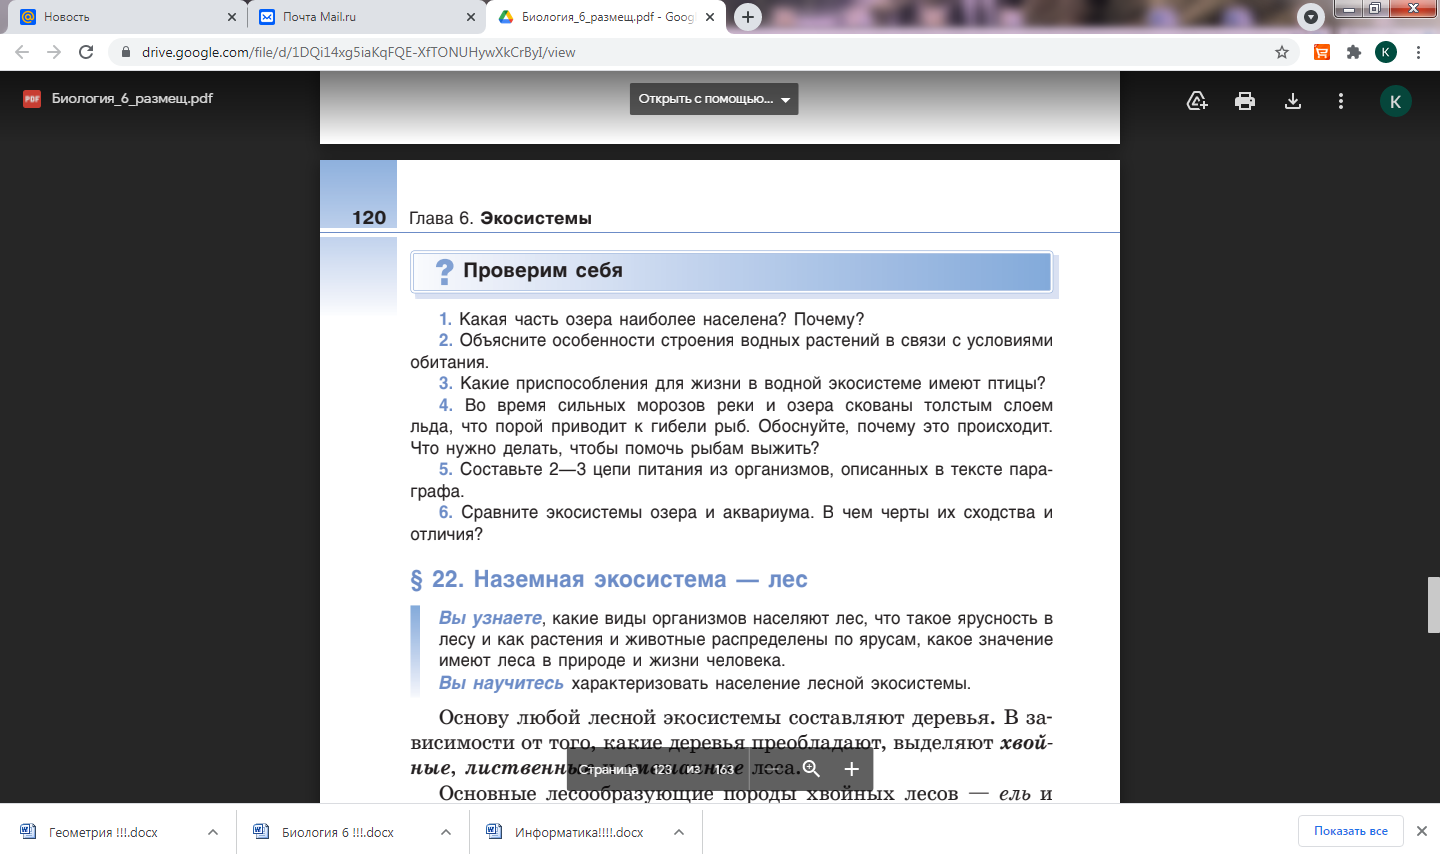 Новость
Почта Mail.ru
Биология_6_размещ.pdf - Goog
drive.google.com/file/d/1DQi14xg5iaKqFQE-XfTONUHywXkCrByI/view
K
PDF
Биология_6_размещ.pdf
Открыть с помощью...
K
120
Глава 6. Экосистемы
? Проверим себя
1. Какая часть озера наиболее населена? Почему?
2. Объясните особенности строения водных растений в связи с условиями
обитания.
3. Какие приспособления для жизни в водной экосистеме имеют птицы?
4. Во время сильных морозов реки и озера скованы толстым слоем
льда, что порой приводит к гибели рыб. Обоснуйте, почему это происходит.
Что нужно делать, чтобы помочь рыбам выжить?
5. Составьте 2—3 цепи питания из организмов, описанных в тексте пара-
графа.
6. Сравните экосистемы озера и аквариума. В чем черты их сходства и
отличия?
§ 22. Наземная экосистема — лес
Вы узнаете, какие виды организмов населяют лес, что такое ярусность в
лесу и как растения и животные распределены по ярусам, какое значение
имеют леса в природе и жизни человека.
Вы научитесь характеризовать население лесной экосистемы.
Основу любой лесной экосистемы составляют деревья. В за-
висимости от того, какие деревья преобладают, выделяют хвой-
ные, лиственные и смешанные леса.
Страница 123 из 163
Основные лесообразующие породы хвойных лесов — ель и
Геометрия !!!.docx
Биология 6 !!!.docx
Информатика!!!!.docx
Показать все